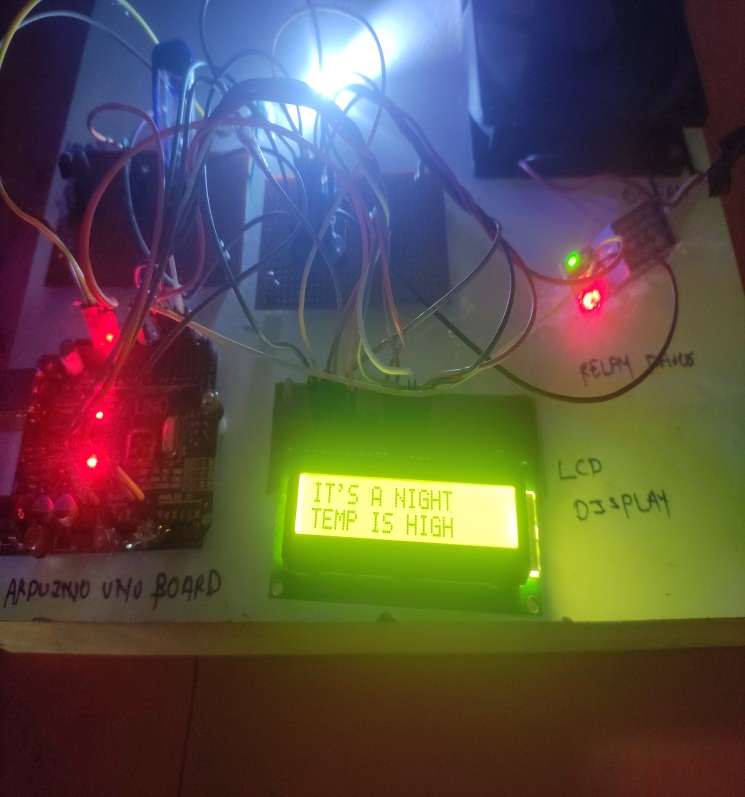 RELAY
IT'S A NIGHT
TEMP IS HIGH
LCD
DISPLAY
ARDUINO UNO BOARD